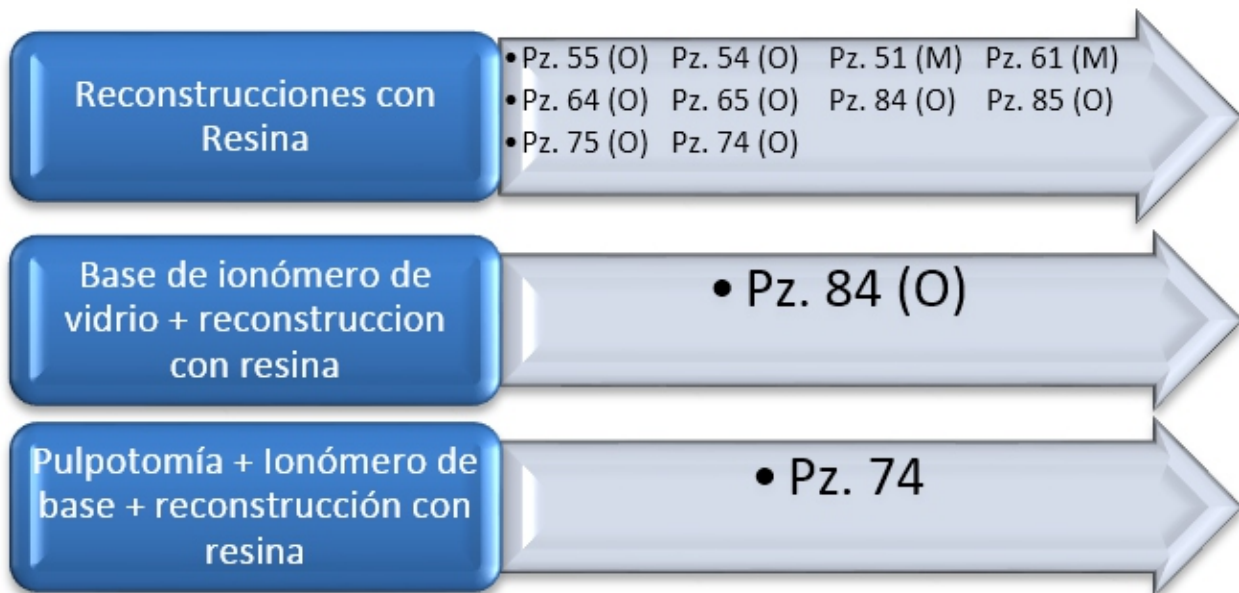 Reconstrucciones con
Resina
• Pz. 55 (O) Pz. 54 (O) Pz. 51 (M) Pz. 61 (M)
• Pz. 64 (O) Pz. 65 (O) Pz. 84 (O) Pz. 85 (O)
• Pz. 75 (O) Pz. 74 (O)
Base de ionómero de
vidrio + reconstruccion
con resina
• Pz. 84 (O)
Pulpotomía + Ionómero de
base + reconstrucción con
resina
• Pz. 74